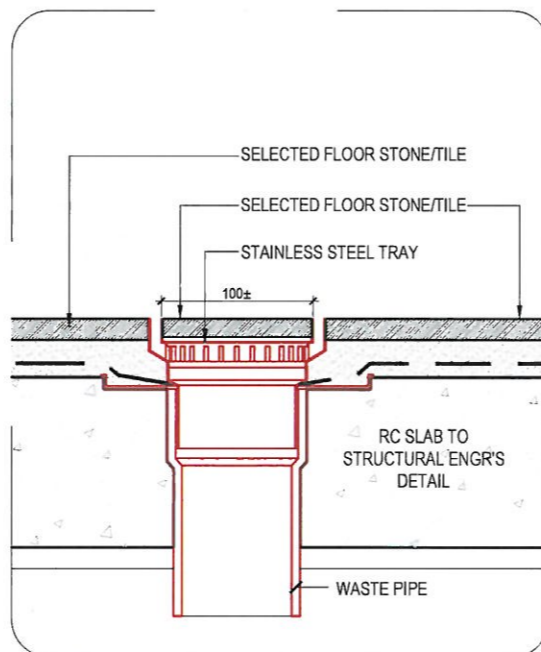 SELECTED FLOOR STONE/TILE
SELECTED FLOOR STONE/TILE
STAINLESS STEEL TRAY
100±
RC SLAB TO
STRUCTURAL ENGR'S
DETAIL
WASTE PIPE